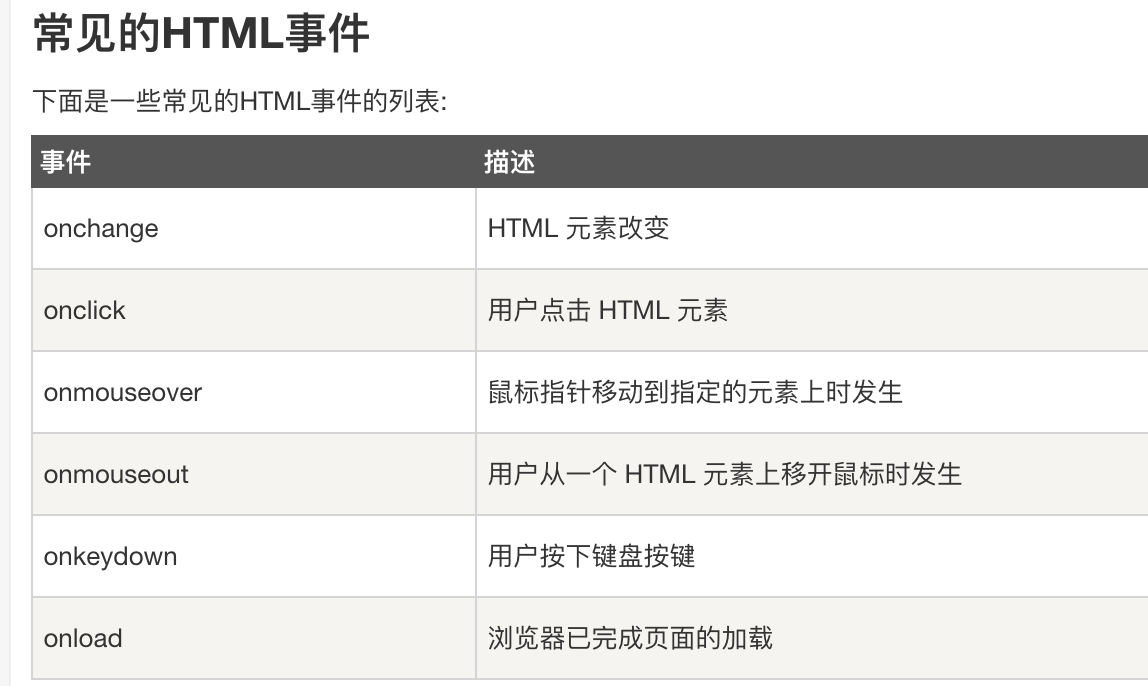 常见的HTML事件
下面是一些常见的HTML事件的列表:
事件 描述
onchange HTML 元素改变
onclick 用户点击 HTML 元素
onmouseover 鼠标指针移动到指定的元素上时发生
onmouseout 用户从一个 HTML 元素上移开鼠标时发生
onkeydown 用户按下键盘按键
onload 浏览器已完成页面的加载